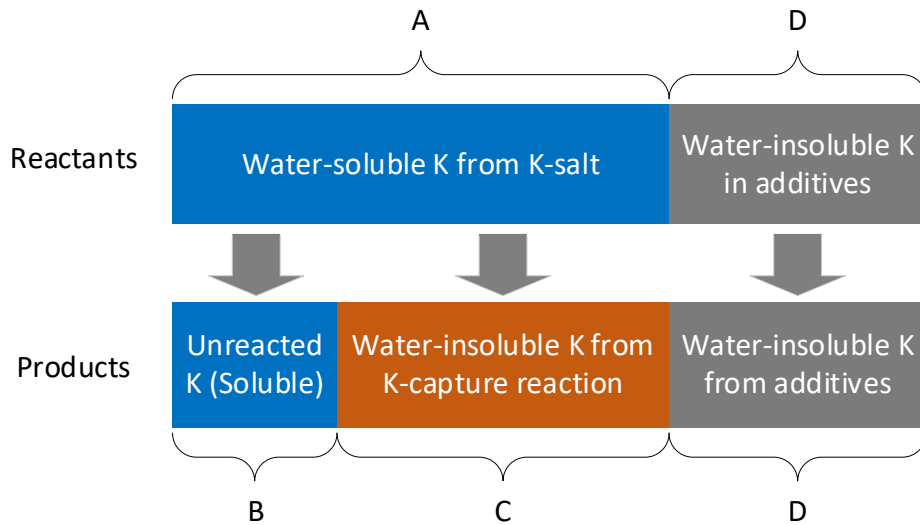 A
D
Reactants
Water-soluble K from K-salt
Water-insoluble K
in additives
Products
Unreacted
K (Soluble)
Water-insoluble K from
K-capture reaction
Water-insoluble K
from additives
B
C
D